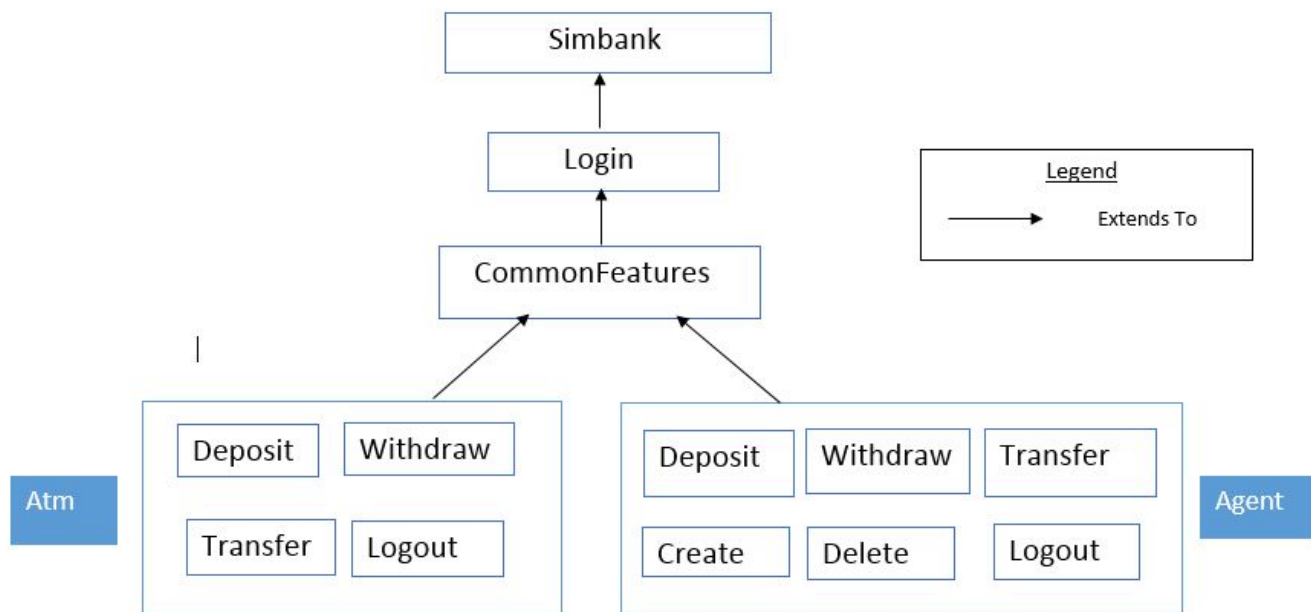 Simbank
Login
Legend
Extends To
CommonFeatures
Deposit Withdraw
Transfer Logout
Atm
Deposit Withdraw Transfer
Create Delete Logout
Agent